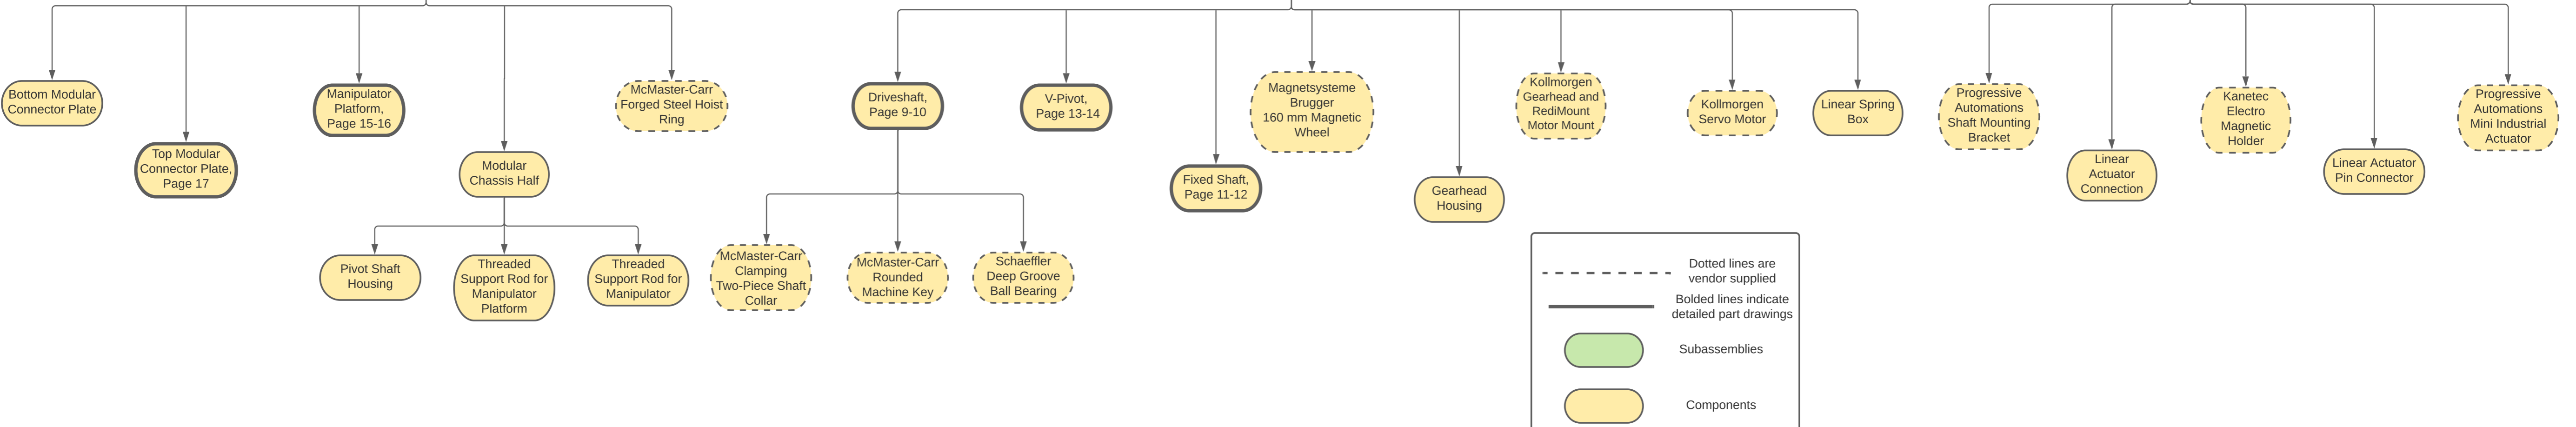 Bottom Modular
Connector Plate
Top Modular
Connector Plate,
Page 17
Manipulator
Platform,
Page 15-16
Modular
Chassis Half
McMaster-Carr
Forged Steel Hoist
Ring
Pivot Shaft
Housing
Threaded
Support Rod for
Manipulator
Platform
Threaded
Support Rod for
Manipulator
Driveshaft,
Page 9-10
V-Pivot,
Page 13-14
Fixed Shaft,
Page 11-12
Magnetsysteme
Brugger
160 mm Magnetic
Wheel
Gearhead
Housing
Kollmorgen
Gearhead and
RediMount
Motor Mount
Kollmorgen
Servo Motor
Linear Spring
Box
McMaster-Carr
Clamping
Two-Piece Shaft
Collar
McMaster-Carr
Rounded
Machine Key
Schaeffler
Deep Groove
Ball Bearing
Progressive
Automations
Shaft Mounting
Bracket
Linear
Actuator
Connection
Kanetec
Electro
Magnetic
Holder
Linear Actuator
Pin Connector
Progressive
Automations
Mini Industrial
Actuator
Dotted lines are
vendor supplied
Bolded lines indicate
detailed part drawings
Subassemblies
Components